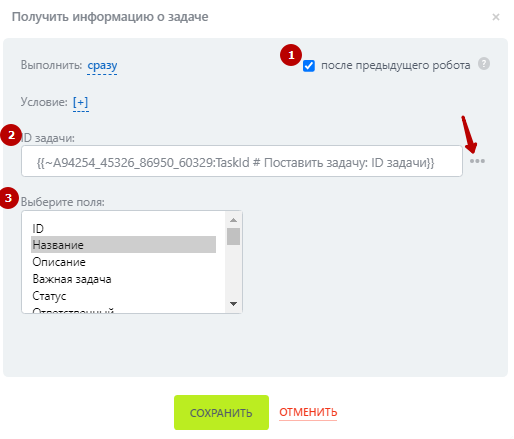 Получить информацию о задаче
Выполнить: сразу
1
после предыдущего робота
?
Условие: [+]
2
ID задачи:
{{~A94254_45326_86950_60329:TaskId # Поставить задачу: ID задачи}}
3
Выберите поля:
ID
Название
Описание
Важная задача
Статус
Ответственный
СОХРАНИТЬ
ОТМЕНИТЬ